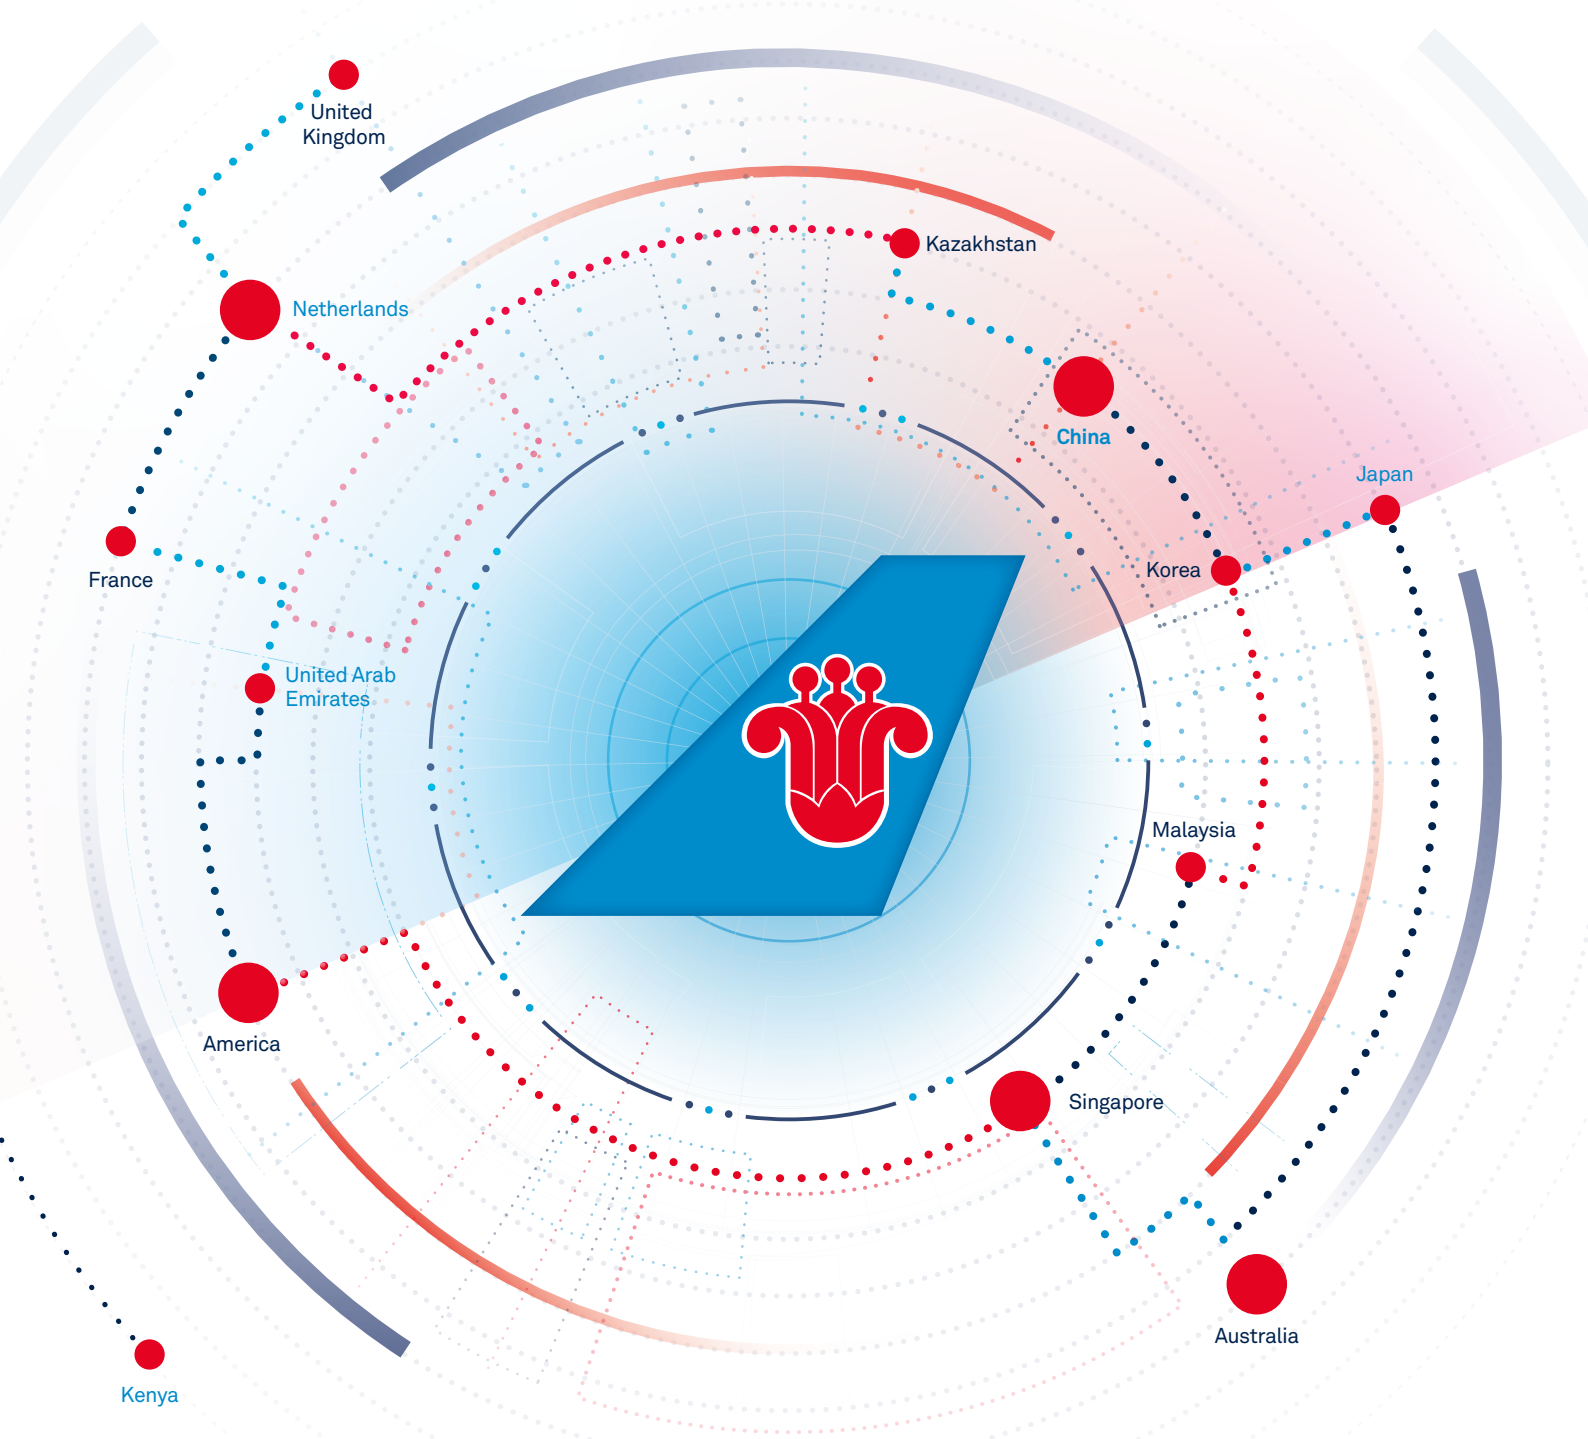 United
Kingdom
Kazakhstan
Netherlands
China
Japan
Korea
France
United Arab
Emirates
Malaysia
America
Singapore
Australia
Kenya